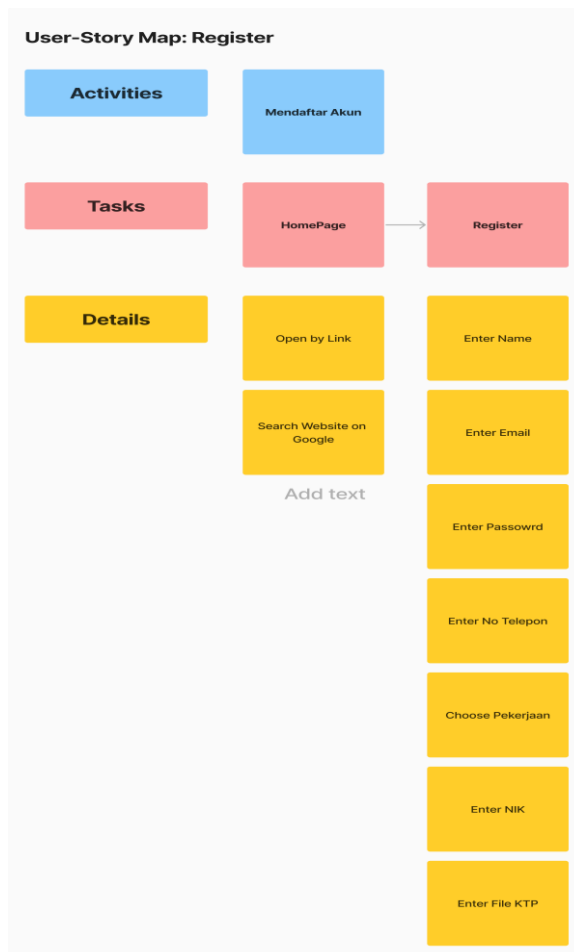 User-Story Map: Register
Activities
Mendaftar Akun
Tasks
HomePage
Register
Details
Open by Link
Enter Name
Search Website on
Google
Enter Email
Add text
Enter Passowrd
Enter No Telepon
Choose Pekerjaan
Enter NIK
Enter File KTP